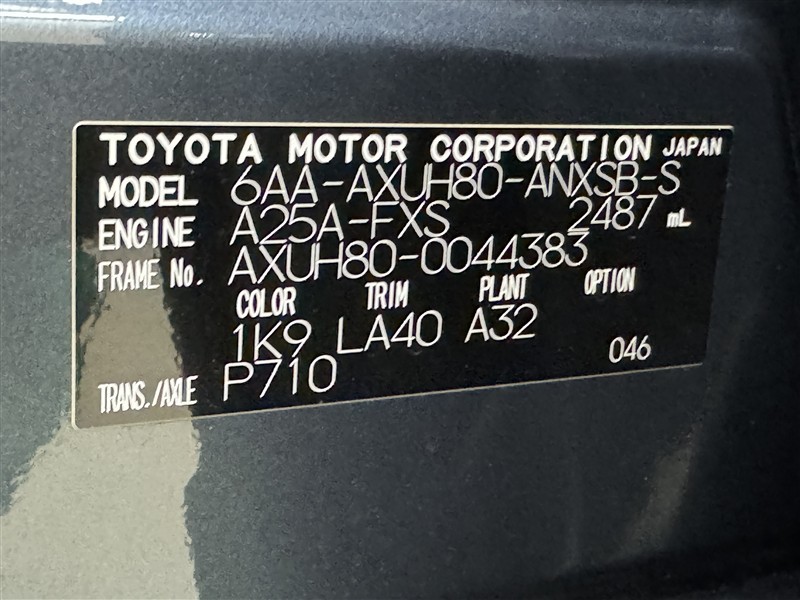 TOYOTA MOTOR CORPORATION JAPAN
MODEL 6AA-AXUH80-ANXSB-S
ENGINE A25A-FXS 2487 mL
FRAME No. AXUH80-0044383
COLOR TRIM PLANT OPTION
1K9 LA40 A32
TRANS./AXLE P710 046